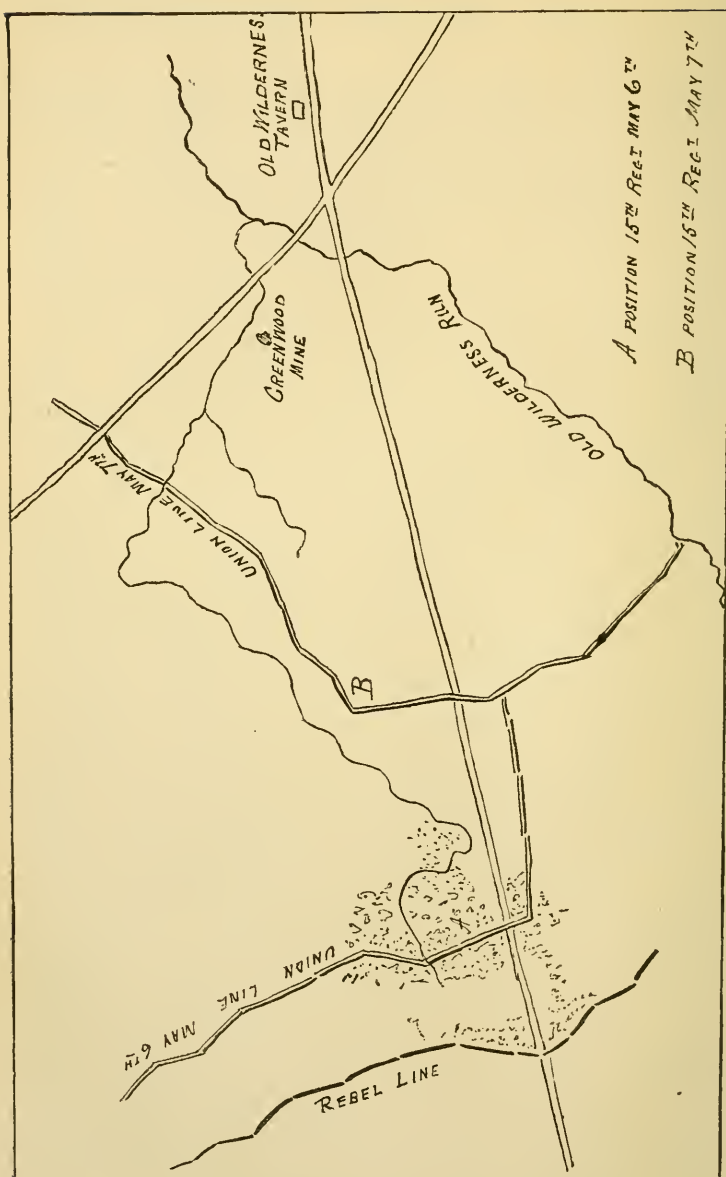 OLD WILDERNES.
TAVERN
GREENWOOD
MINE
OLD WILDERNESS RUN
UNION LINE MAY 7TH
B
A
UNION LINE MAY 6TH
REBEL LINE
A POSITION 15TH REGT MAY 6TH
B POSITION 15TH REGT MAY 7TH